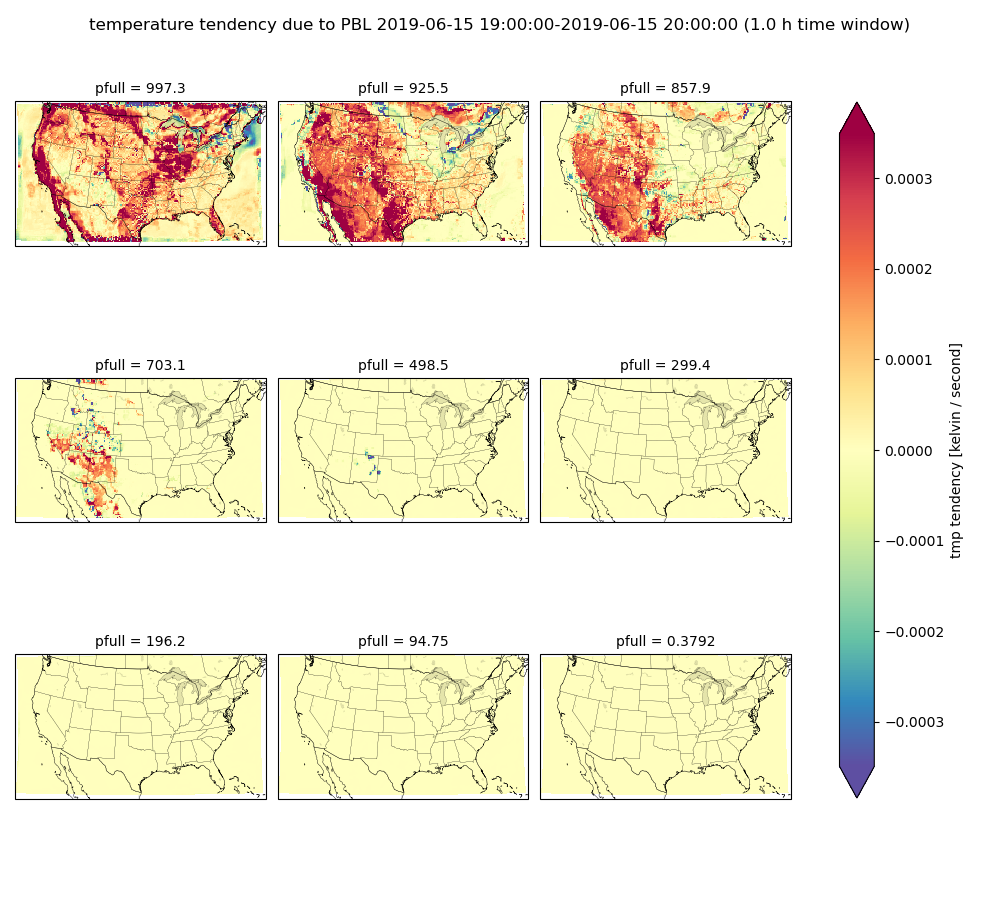 temperature tendency due to PBL 2019-06-15 19:00:00-2019-06-15 20:00:00 (1.0 h time window)
pfull = 997.3
pfull = 925.5
pfull = 857.9
pfull = 703.1
pfull = 498.5
pfull = 299.4
pfull = 196.2
pfull = 94.75
pfull = 0.3792
0.0003
0.0002
0.0001
0.0000
−0.0001
−0.0002
−0.0003
tmp tendency [kelvin / second]